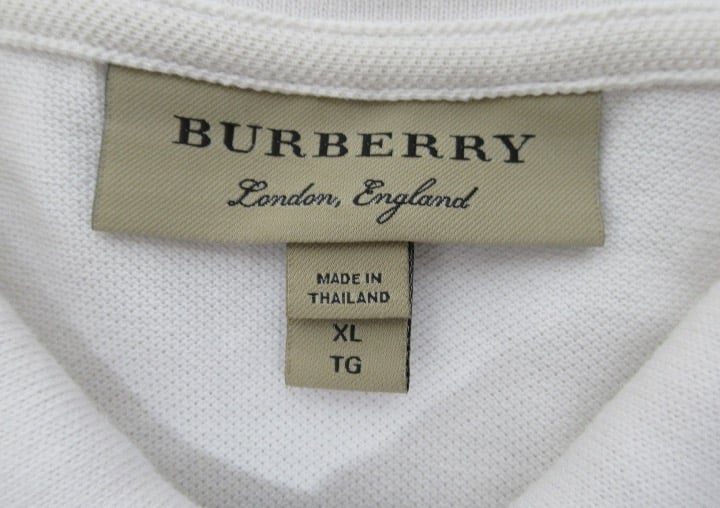 BURBERRY
London, England
MADE IN
THAILAND
XL
TG